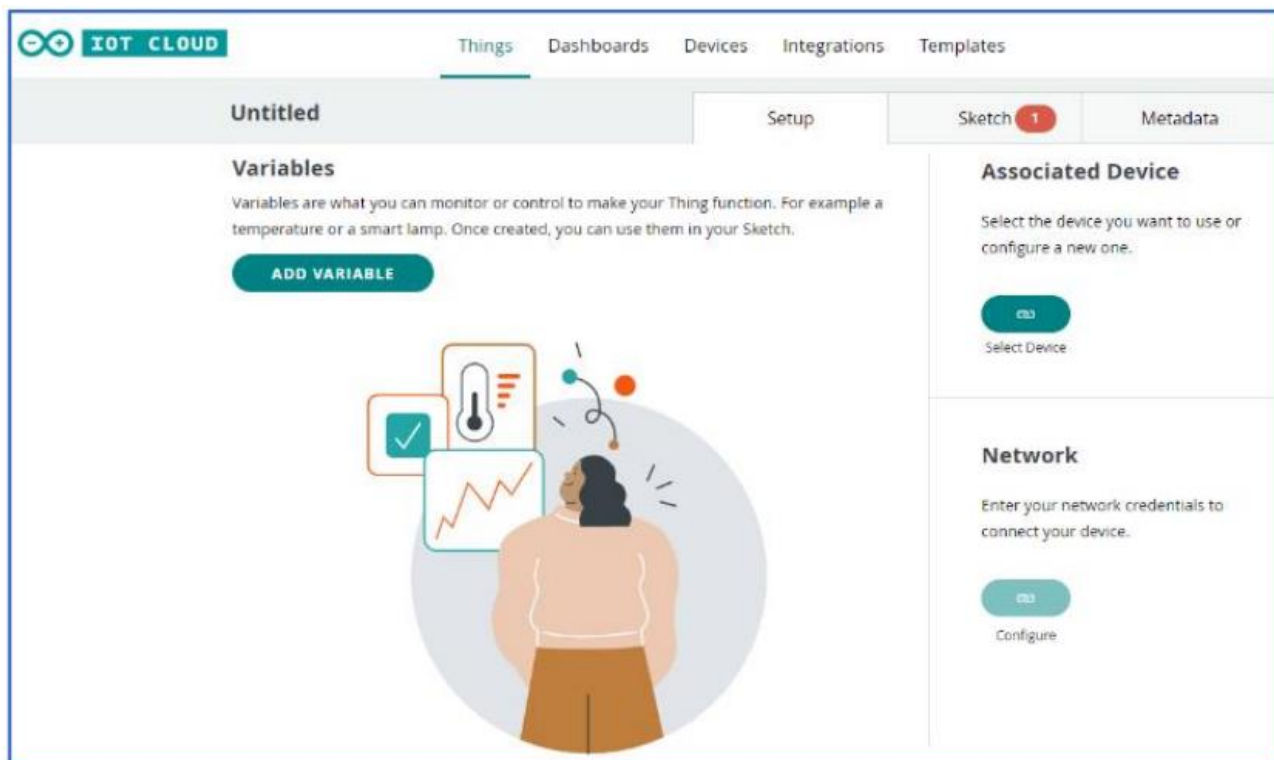 IOT CLOUD
Things Dashboards Devices Integrations Templates
Untitled
Setup
Sketch 1
Metadata
Variables
Variables are what you can monitor or control to make your Thing function. For example a
temperature or a smart lamp. Once created, you can use them in your Sketch.
ADD VARIABLE
Associated Device
Select the device you want to use or
configure a new one.
Select Device
Network
Enter your network credentials to
connect your device.
Configure